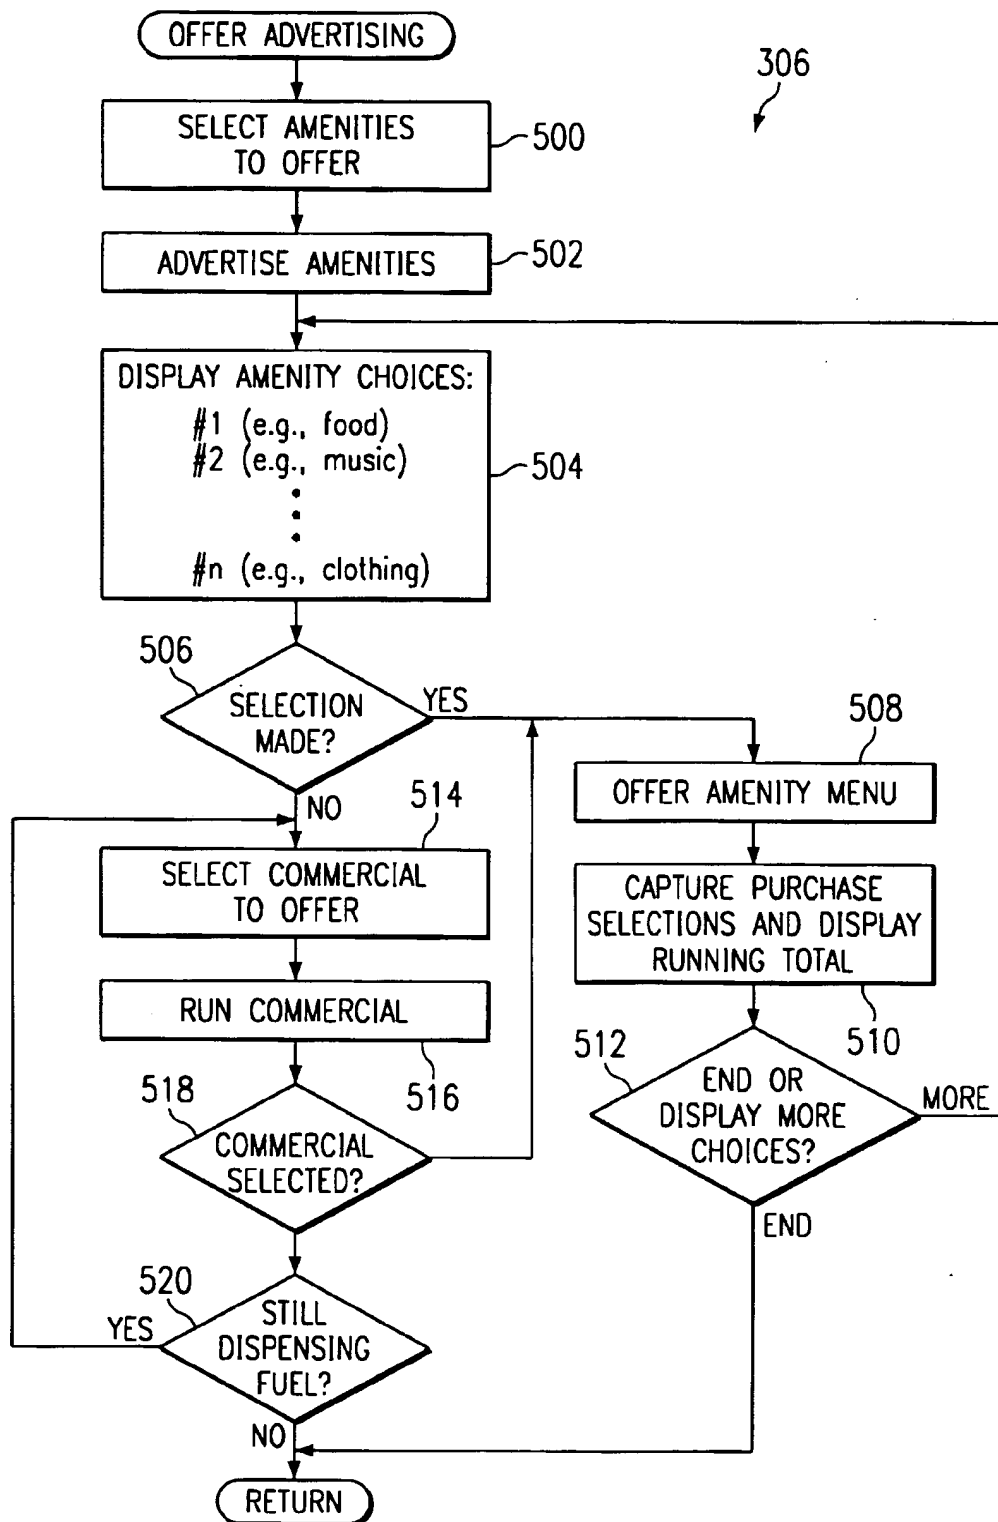 OFFER ADVERTISING
306
SELECT AMENITIES
TO OFFER
500
ADVERTISE AMENITIES
502
DISPLAY AMENITY CHOICES:
#1 (e.g., food)
#2 (e.g., music)
#n (e.g., clothing)
504
506
SELECTION
MADE?
YES
NO
508
OFFER AMENITY MENU
514
SELECT COMMERCIAL
TO OFFER
CAPTURE PURCHASE
SELECTIONS AND DISPLAY
RUNNING TOTAL
510
RUN COMMERCIAL
516
512
END OR
DISPLAY MORE
CHOICES?
MORE
END
518
COMMERCIAL
SELECTED?
520
STILL
DISPENSING
FUEL?
YES
NO
RETURN